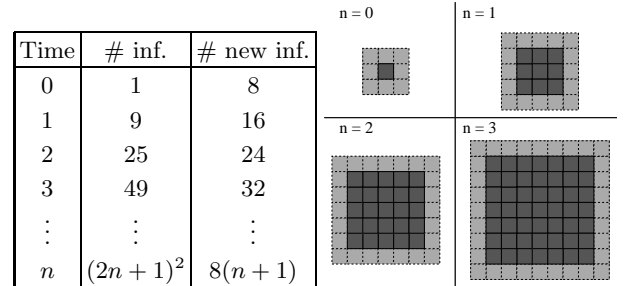 Time # inf. # new inf.
0 1 8
1 9 16
2 25 24
3 49 32
⋮ ⋮ ⋮
n (2n + 1)² 8(n + 1)
n = 0
n = 1
n = 2
n = 3